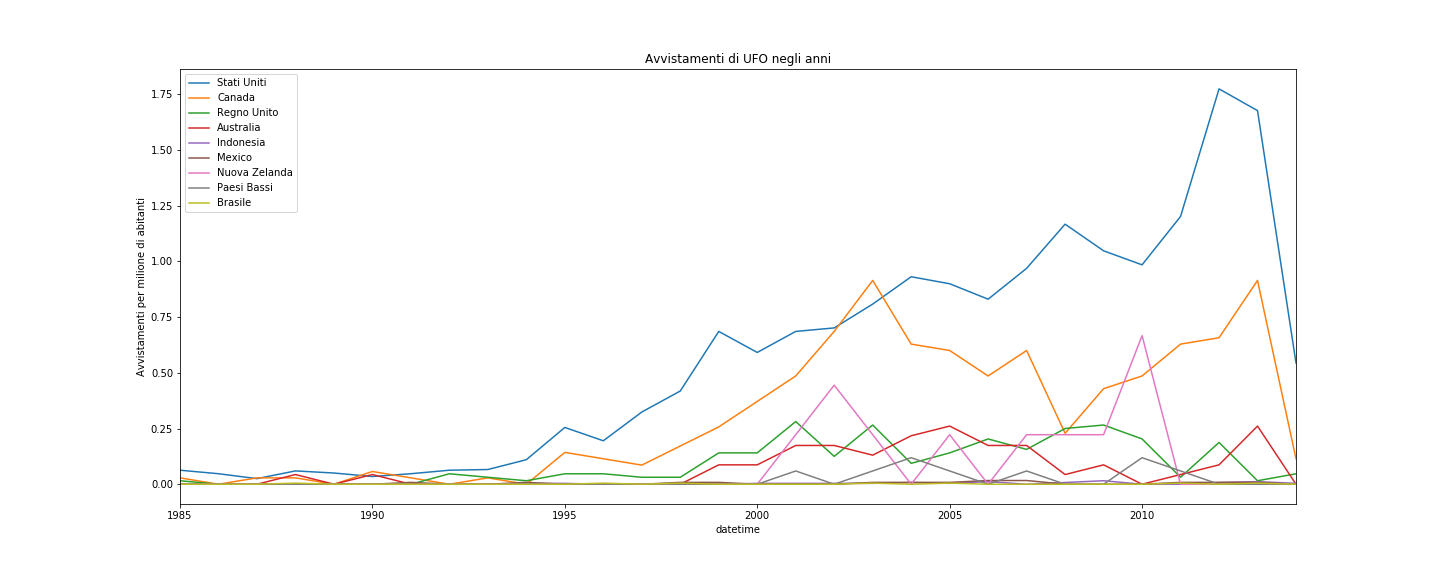 Avvistamenti di UFO negli anni
Stati Uniti
Canada
Regno Unito
Australia
Indonesia
Mexico
Nuova Zelanda
Paesi Bassi
Brasile
Avvistamenti per milione di abitanti
1.75
1.50
1.25
1.00
0.75
0.50
0.25
0.00
1985
1990
1995
2000
2005
2010
datetime